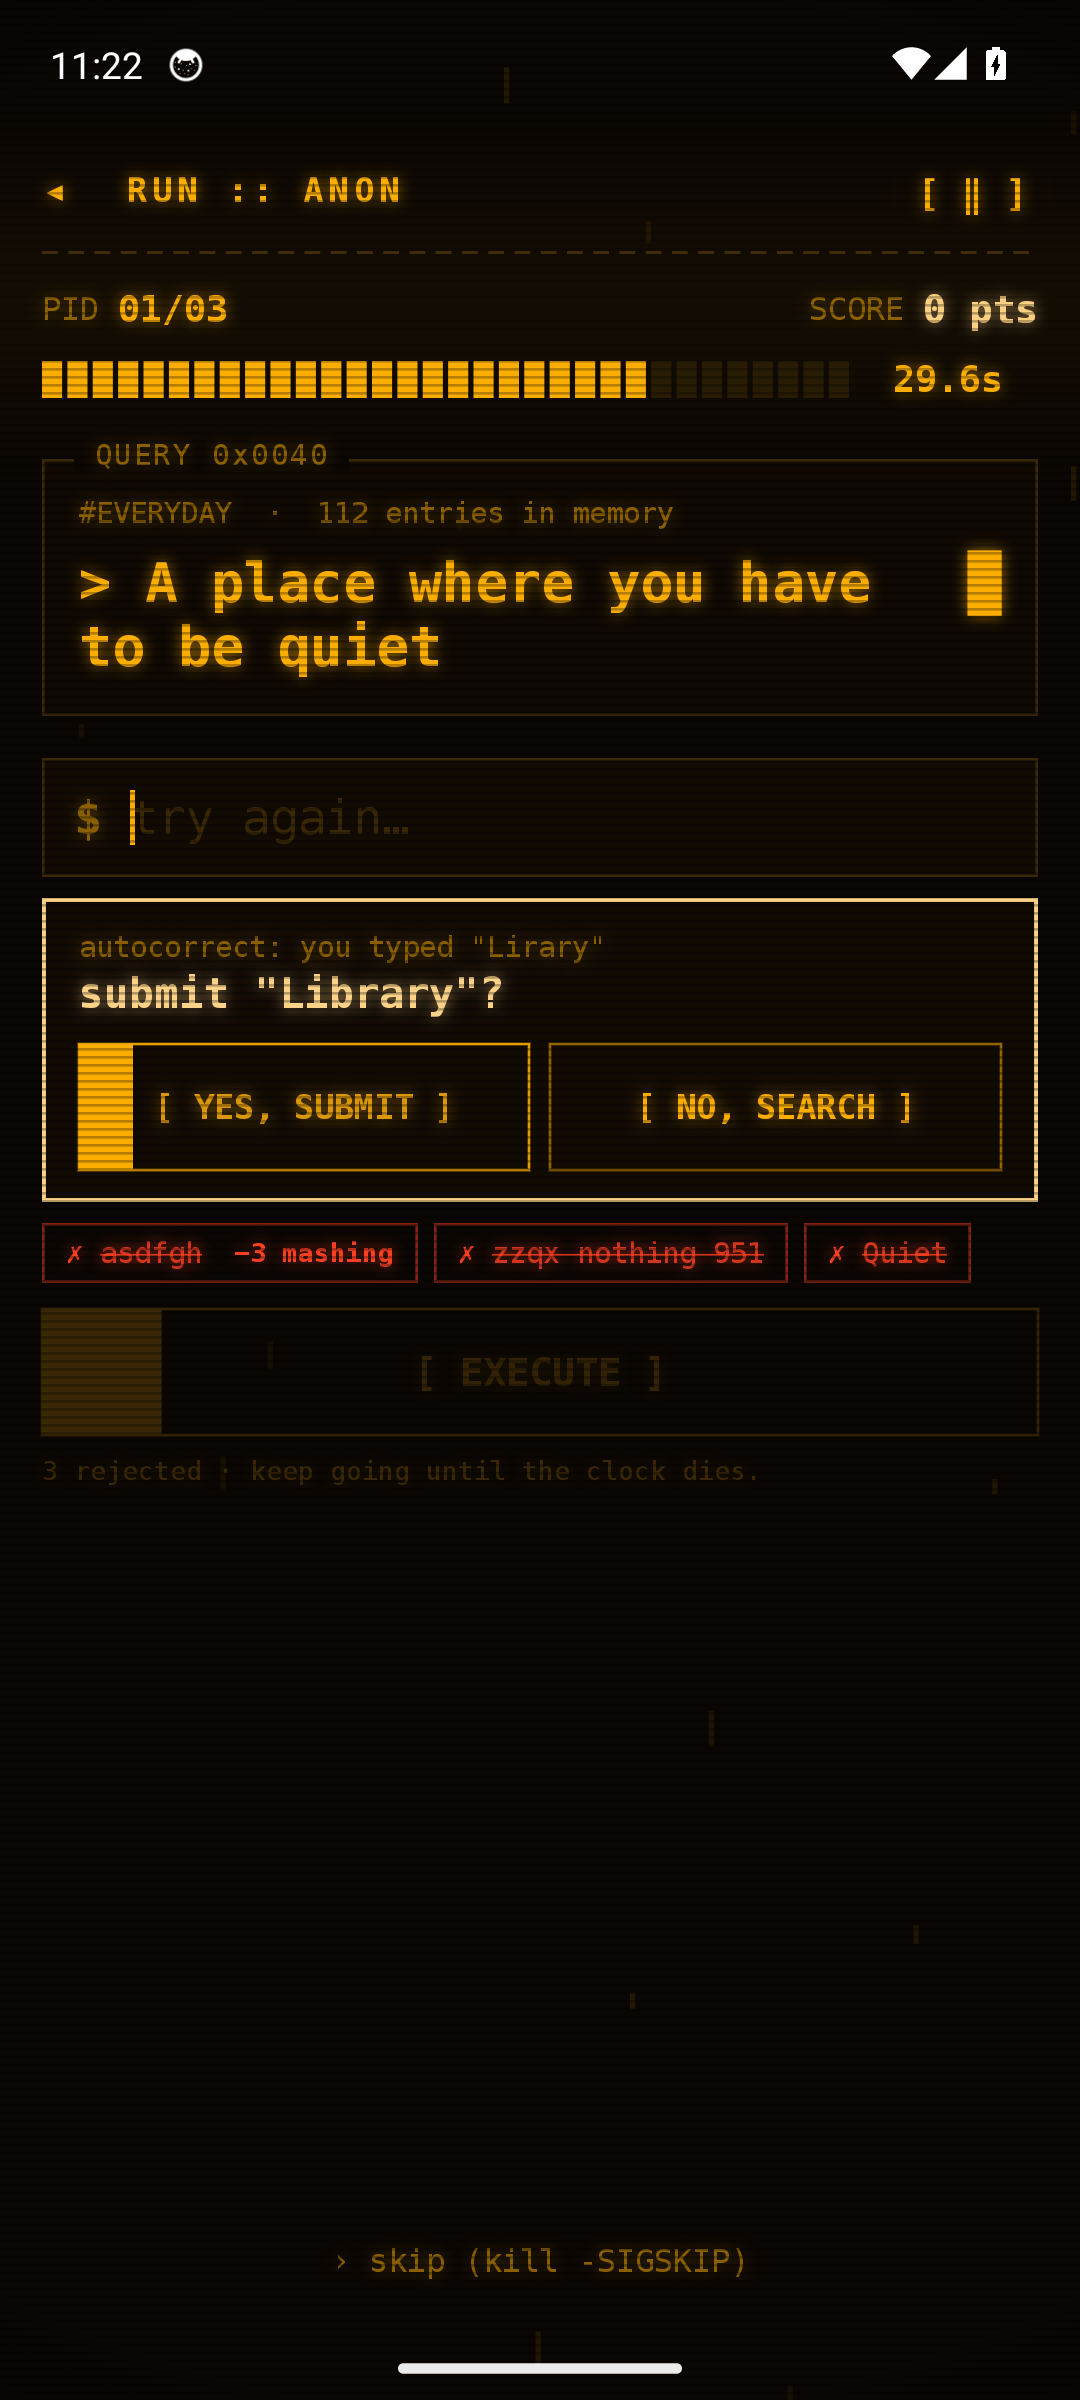 11:22
◂ RUN :: ANON [ ‖ ]
PID 01/03 SCORE 0 pts
29.6s
QUERY 0x0040
#EVERYDAY · 112 entries in memory
> A place where you have
to be quiet
$ try again…
autocorrect: you typed "Lirary"
submit "Library"?
[ YES, SUBMIT ] [ NO, SEARCH ]
✗ asdfgh −3 mashing ✗ zzqx nothing 951 ✗ Quiet
[ EXECUTE ]
3 rejected · keep going until the clock dies.
› skip (kill -SIGSKIP)